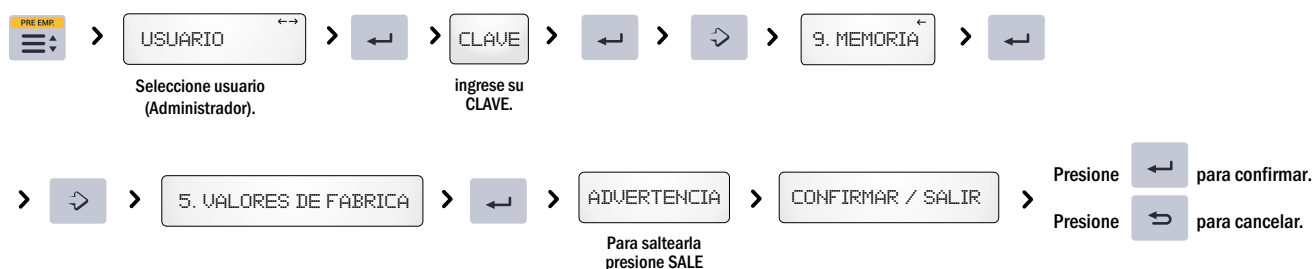 PRE EMP.
USUARIO
CLAVE
9. MEMORIA
Seleccione usuario
(Administrador).
ingrese su
CLAVE.
5. VALORES DE FABRICA
ADVERTENCIA
CONFIRMAR / SALIR
Presione para confirmar.
Presione para cancelar.
Para saltearla
presione SALE